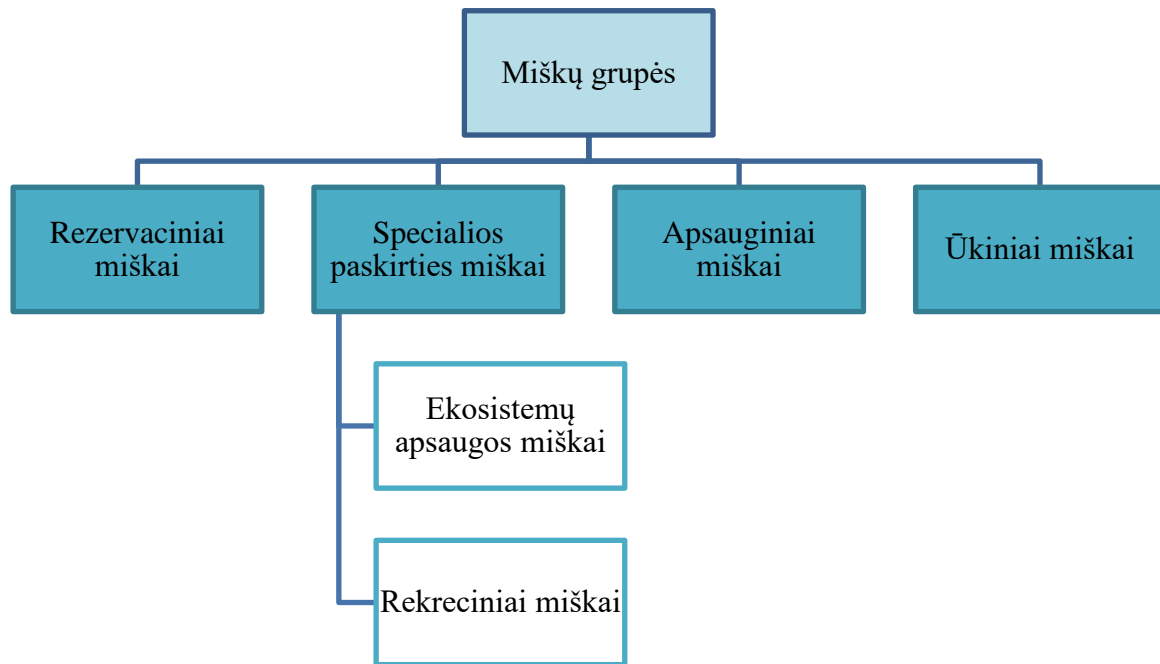 Miškų grupės
Rezervaciniai
miškai
Specialios
paskirties miškai
Apsauginiai
miškai
Ūkiniai miškai
Ekosistemų
apsaugos miškai
Rekreciniai miškai